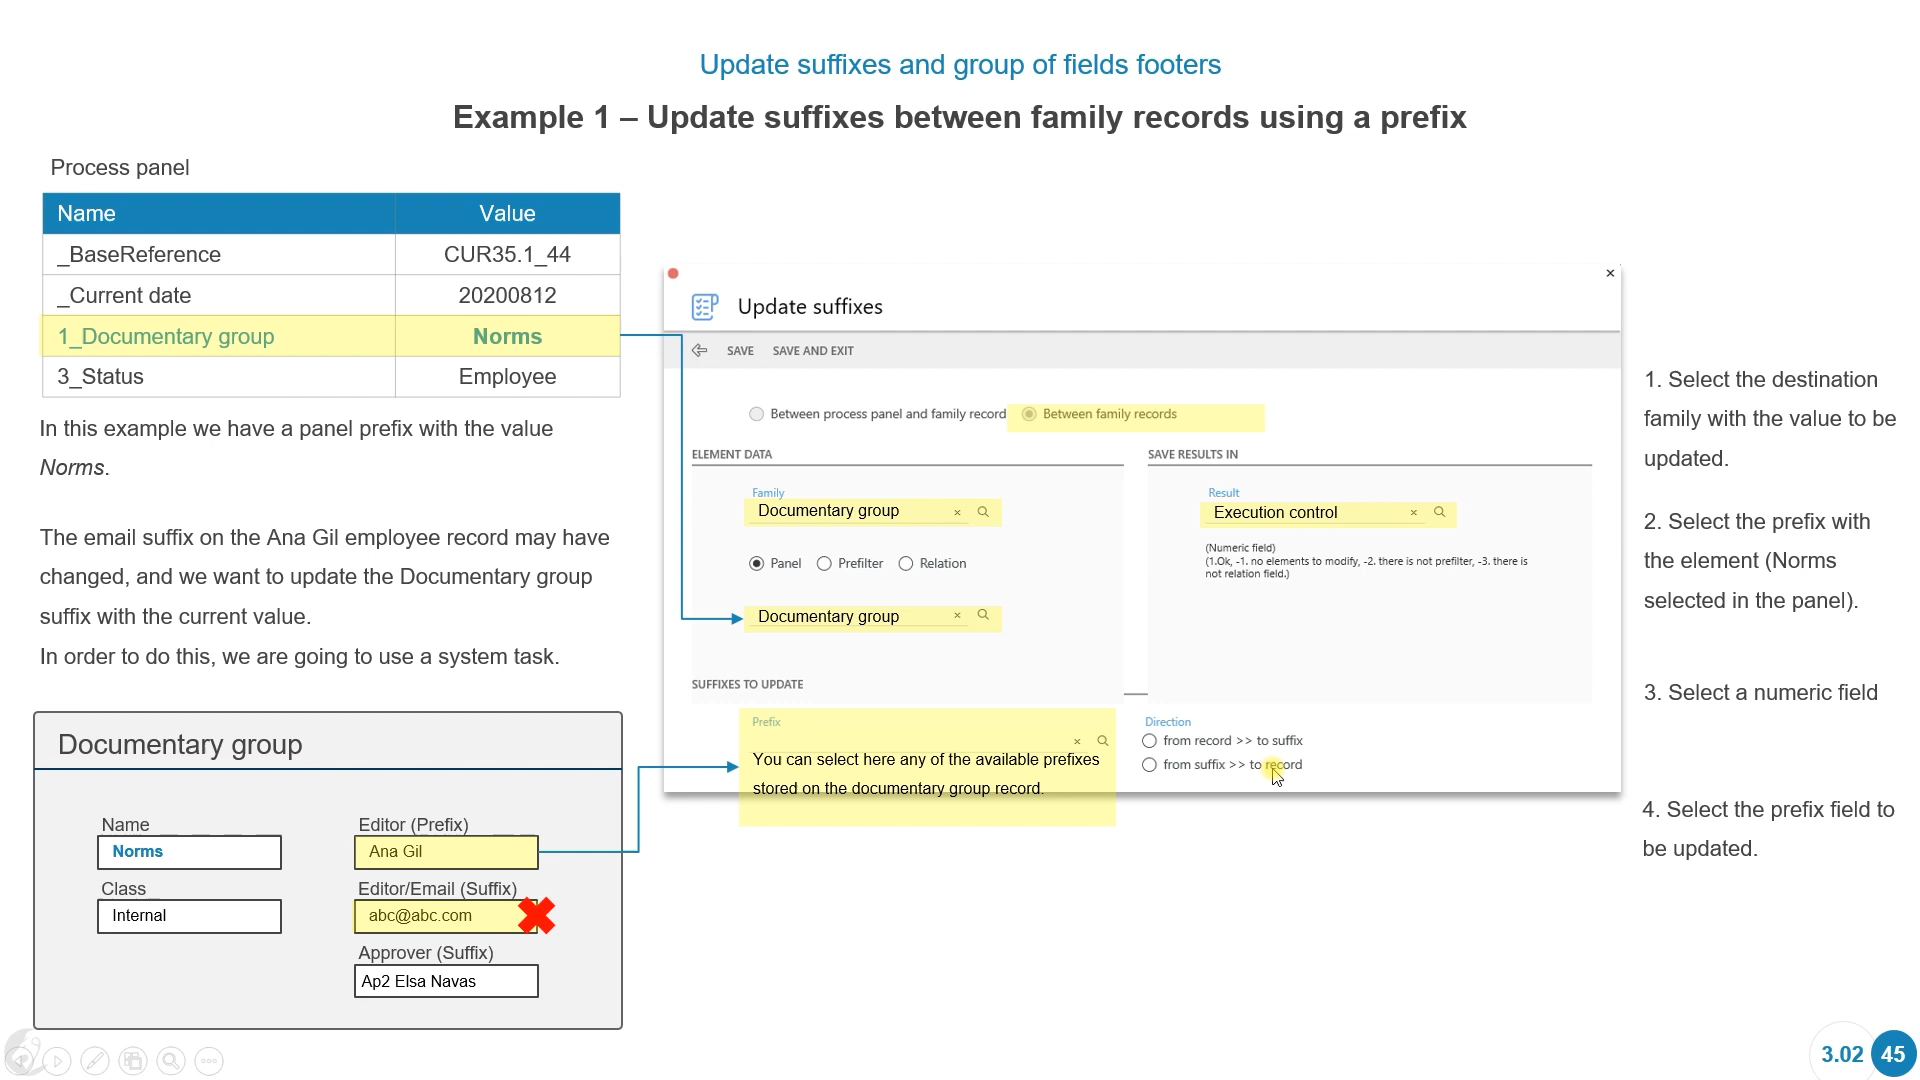 Update suffixes and group of fields footers
Example 1 – Update suffixes between family records using a prefix
Process panel
Name Value
_BaseReference CUR35.1_44
_Current date 20200812
1_Documentary group Norms
3_Status Employee
In this example we have a panel prefix with the value
Norms.
The email suffix on the Ana Gil employee record may have
changed, and we want to update the Documentary group
suffix with the current value.
In order to do this, we are going to use a system task.
Documentary group
Name
Norms
Class
Internal
Editor (Prefix)
Ana Gil
Editor/Email (Suffix)
abc@abc.com
Approver (Suffix)
Ap2 Elsa Navas
Update suffixes
SAVE SAVE AND EXIT
Between process panel and family record Between family records
ELEMENT DATA
Family
Documentary group
Panel Prefilter Relation
Documentary group
SAVE RESULTS IN
Result
Execution control
(Numeric field)
(1.Ok, -1. no elements to modify, -2. there is not prefilter, -3. there is
not relation field.)
SUFFIXES TO UPDATE
Prefix
You can select here any of the available prefixes
stored on the documentary group record.
Direction
from record >> to suffix
from suffix >> to record
1. Select the destination
family with the value to be
updated.
2. Select the prefix with
the element (Norms
selected in the panel).
3. Select a numeric field
4. Select the prefix field to
be updated.
3.02 45